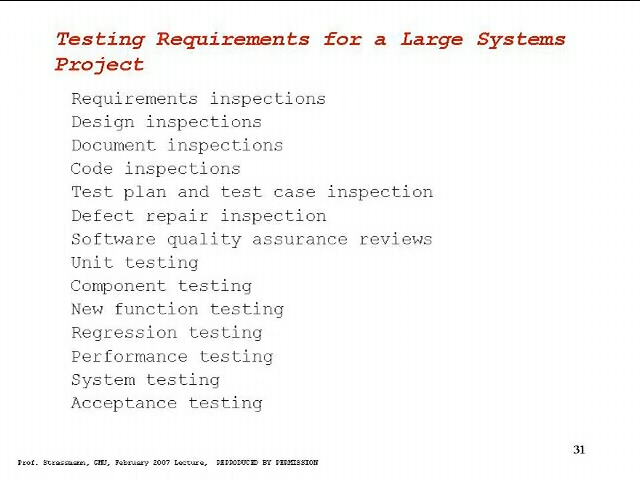 Testing Requirements for a Large Systems
Project
Requirements inspections
Design inspections
Document inspections
Code inspections
Test plan and test case inspection
Defect repair inspection
Software quality assurance reviews
Unit testing
Component testing
New function testing
Regression testing
Performance testing
System testing
Acceptance testing
31
Prof. Strassmann, GMU, February 2007 Lecture, REPRODUCED BY PERMISSION